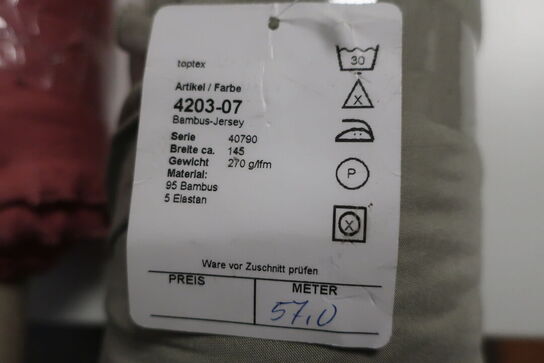 toptex
30
Artikel / Farbe
4203-07
Bambus-Jersey
Serie 40790
Breite ca. 145
Gewicht 270 g/lfm
Material:
95 Bambus
5 Elastan
P
Ware vor Zuschnitt prüfen
PREIS METER
57,0